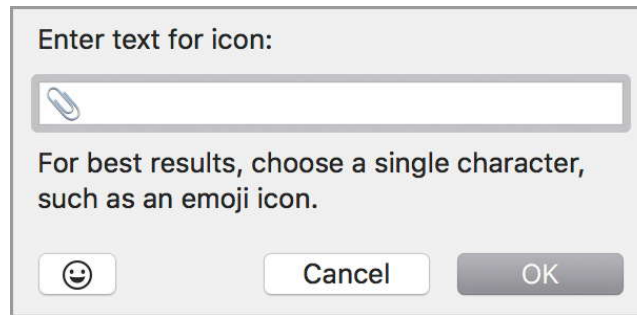 Enter text for icon:
📎
For best results, choose a single character,
such as an emoji icon.
Cancel
OK